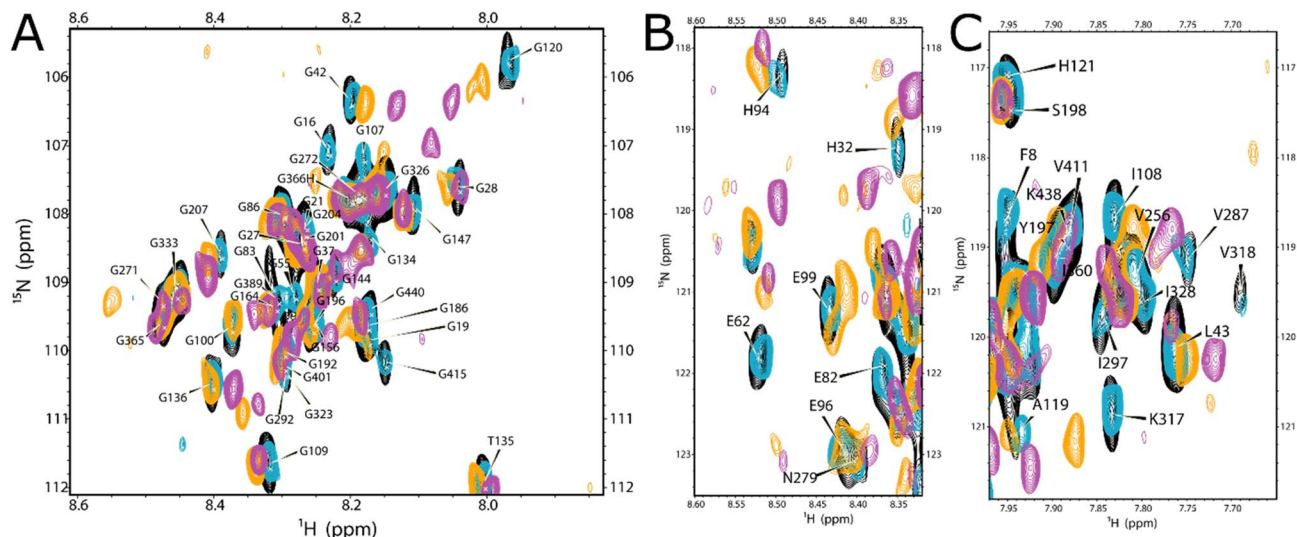 A
8.6 8.4 8.2 8.0
106 106
107 107
108 108
109 109
110 110
111 111
112 112
8.6 8.4 8.2 8.0
15N (ppm)
1H (ppm)
G120
G42
G16
G107
G272
G366H
G326
G28
G21
G86
G204
G207
G27
G201
G147
G333
G37
G83
G134
G271
G55
G144
G389
G164
G196
G440
G186
G365
G100
G19
G156
G192
G415
G136
G401
G292
G323
G109
T135
B
8.60 8.55 8.50 8.45 8.40 8.35
118 118
119 119
120 120
121 121
122 122
123 123
8.60 8.55 8.50 8.45 8.40 8.35
15N (ppm)
1H (ppm)
H94
H32
E99
E62
E82
E96
N279
C
7.95 7.90 7.85 7.80 7.75 7.70
117 117
118 118
119 119
120 120
121 121
7.95 7.90 7.85 7.80 7.75 7.70
15N (ppm)
1H (ppm)
H121
S198
F8
V411
K438
I108
Y197
V256
V287
V318
I328
L43
I297
A119
K317